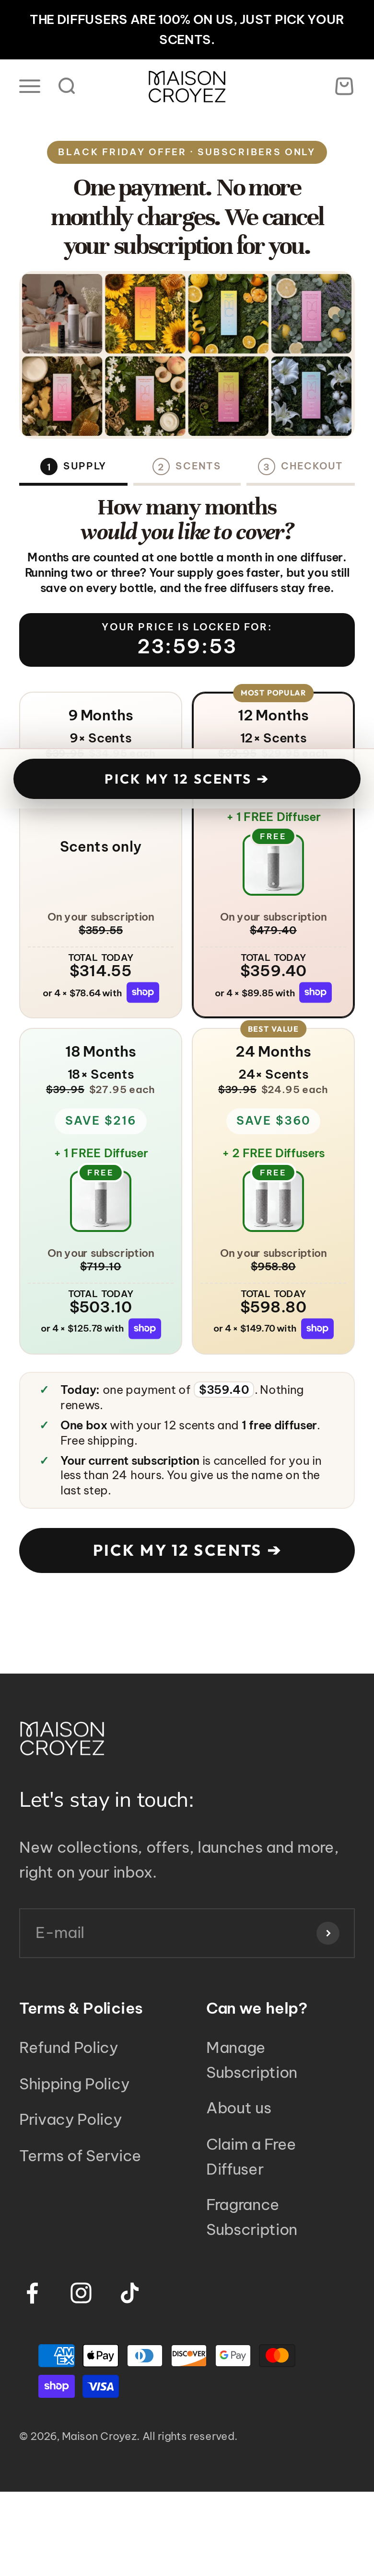 THE DIFFUSERS ARE 100% ON US, JUST PICK YOUR
SCENTS.
MAISON
CROYEZ
BLACK FRIDAY OFFER · SUBSCRIBERS ONLY
One payment. No more
monthly charges. We cancel
your subscription for you.
1 SUPPLY
2 SCENTS
3 CHECKOUT
How many months
would you like to cover?
Months are counted at one bottle a month in one diffuser.
Running two or three? Your supply goes faster, but you still
save on every bottle, and the free diffusers stay free.
YOUR PRICE IS LOCKED FOR:
23:59:53
9 Months
9× Scents
MOST POPULAR
12 Months
12× Scents
PICK MY 12 SCENTS ➔
Scents only
On your subscription
$359.55
TOTAL TODAY
$314.55
or 4 × $78.64 with shop
+ 1 FREE Diffuser
FREE
On your subscription
$479.40
TOTAL TODAY
$359.40
or 4 × $89.85 with shop
18 Months
18× Scents
$39.95 $27.95 each
SAVE $216
+ 1 FREE Diffuser
FREE
On your subscription
$719.10
TOTAL TODAY
$503.10
or 4 × $125.78 with shop
BEST VALUE
24 Months
24× Scents
$39.95 $24.95 each
SAVE $360
+ 2 FREE Diffusers
FREE
On your subscription
$958.80
TOTAL TODAY
$598.80
or 4 × $149.70 with shop
✓ Today: one payment of $359.40. Nothing
renews.
✓ One box with your 12 scents and 1 free diffuser.
Free shipping.
✓ Your current subscription is cancelled for you in
less than 24 hours. You give us the name on the
last step.
PICK MY 12 SCENTS ➔
MAISON
CROYEZ
Let's stay in touch:
New collections, offers, launches and more,
right on your inbox.
E-mail
Terms & Policies
Refund Policy
Shipping Policy
Privacy Policy
Terms of Service
Can we help?
Manage
Subscription
About us
Claim a Free
Diffuser
Fragrance
Subscription
AMEX
Apple Pay
DISCOVER
G Pay
shop
VISA
© 2026, Maison Croyez. All rights reserved.